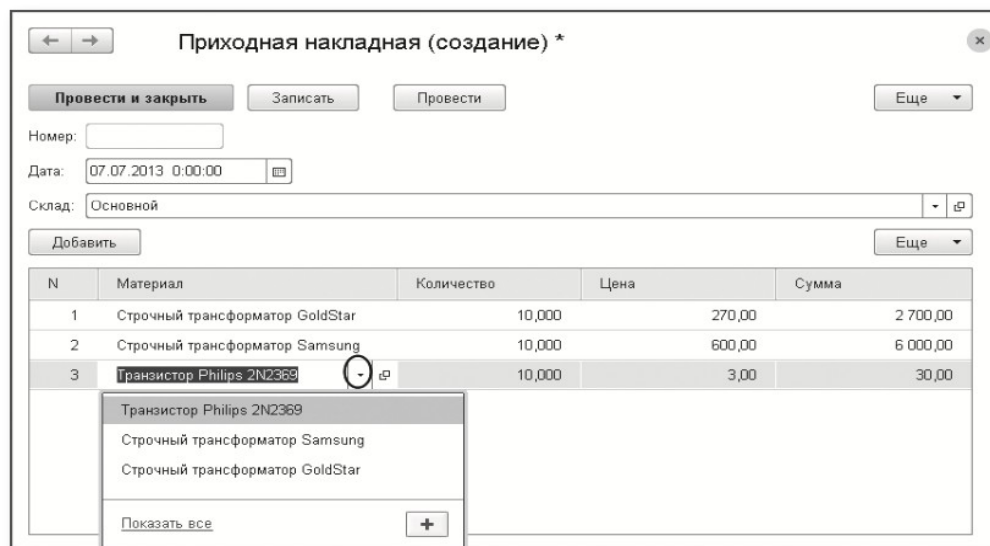 Приходная накладная (создание) *
Провести и закрыть Записать Провести Еще
Номер:
Дата: 07.07.2013 0:00:00
Склад: Основной
Добавить Еще
N Материал Количество Цена Сумма
1 Строчный трансформатор GoldStar 10,000 270,00 2 700,00
2 Строчный трансформатор Samsung 10,000 600,00 6 000,00
3 Транзистор Philips 2N2369 10,000 3,00 30,00
Транзистор Philips 2N2369
Строчный трансформатор Samsung
Строчный трансформатор GoldStar
Показать все +